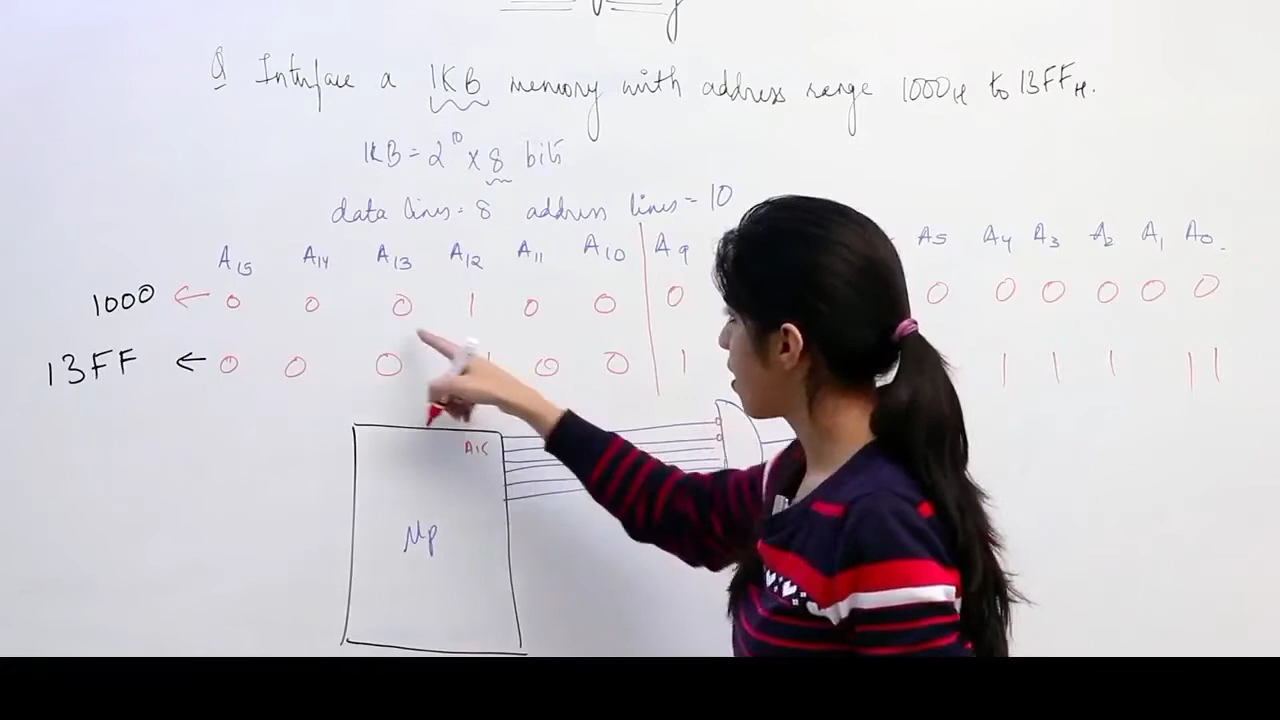 Q Interface a 1KB memory with address range 1000H to 13FFH.
1KB = 2^10 x 8 bits
data lines = 8 address lines = 10
A15 A14 A13 A12 A11 A10 A9 A5 A4 A3 A2 A1 A0
1000 ← 0 0 0 1 0 0 0 0 0 0 0 0 0
13FF ← 0 0 0 1 0 0 1 1 1 1 1 1
μp